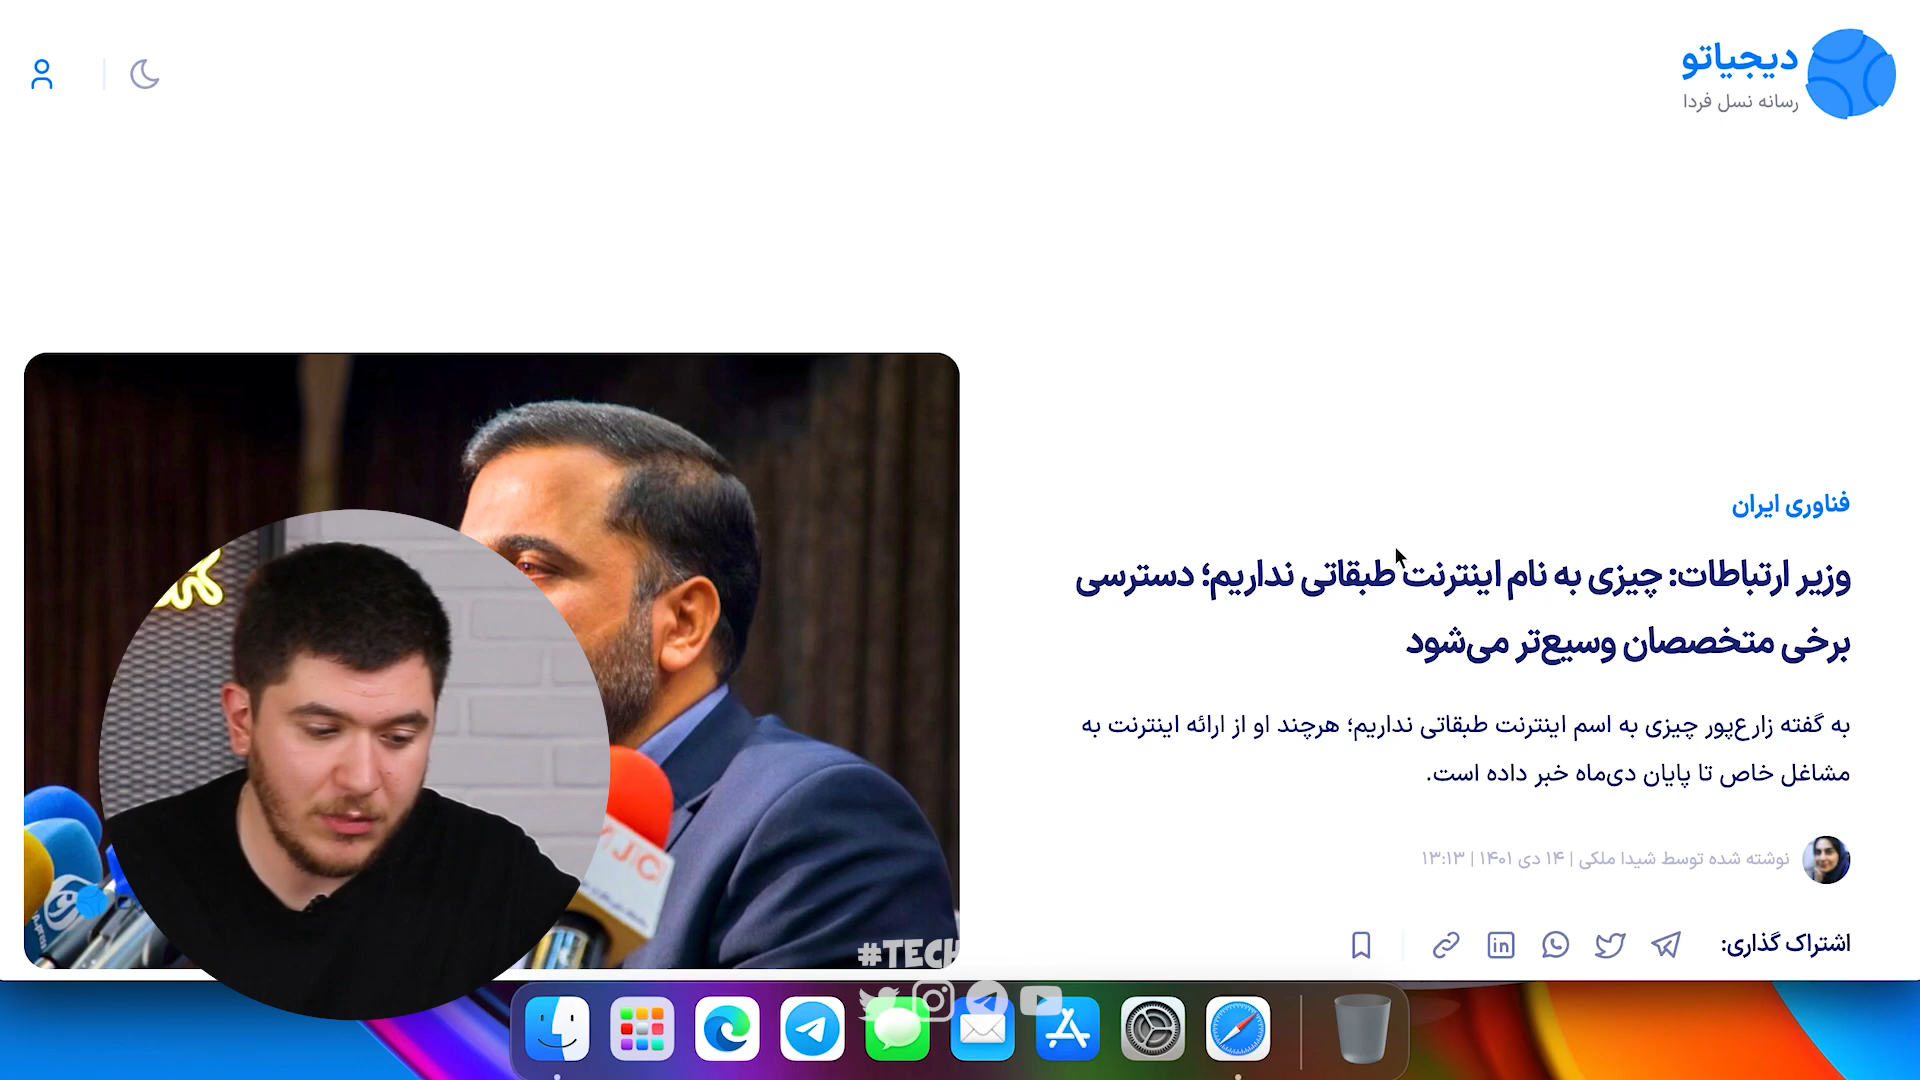 دیجیاتو
رسانه نسل فردا
فناوری ایران
وزیر ارتباطات: چیزی به نام اینترنت طبقاتی نداریم؛ دسترسی
برخی متخصصان وسیع‌تر می‌شود
به گفته زارع‌پور چیزی به اسم اینترنت طبقاتی نداریم؛ هرچند او از ارائه اینترنت به
مشاغل خاص تا پایان دی‌ماه خبر داده است.
نوشته شده توسط شیدا ملکی | ۱۴ دی ۱۴۰۱ | ۱۳:۱۳
اشتراک گذاری:
YJC
#TECH